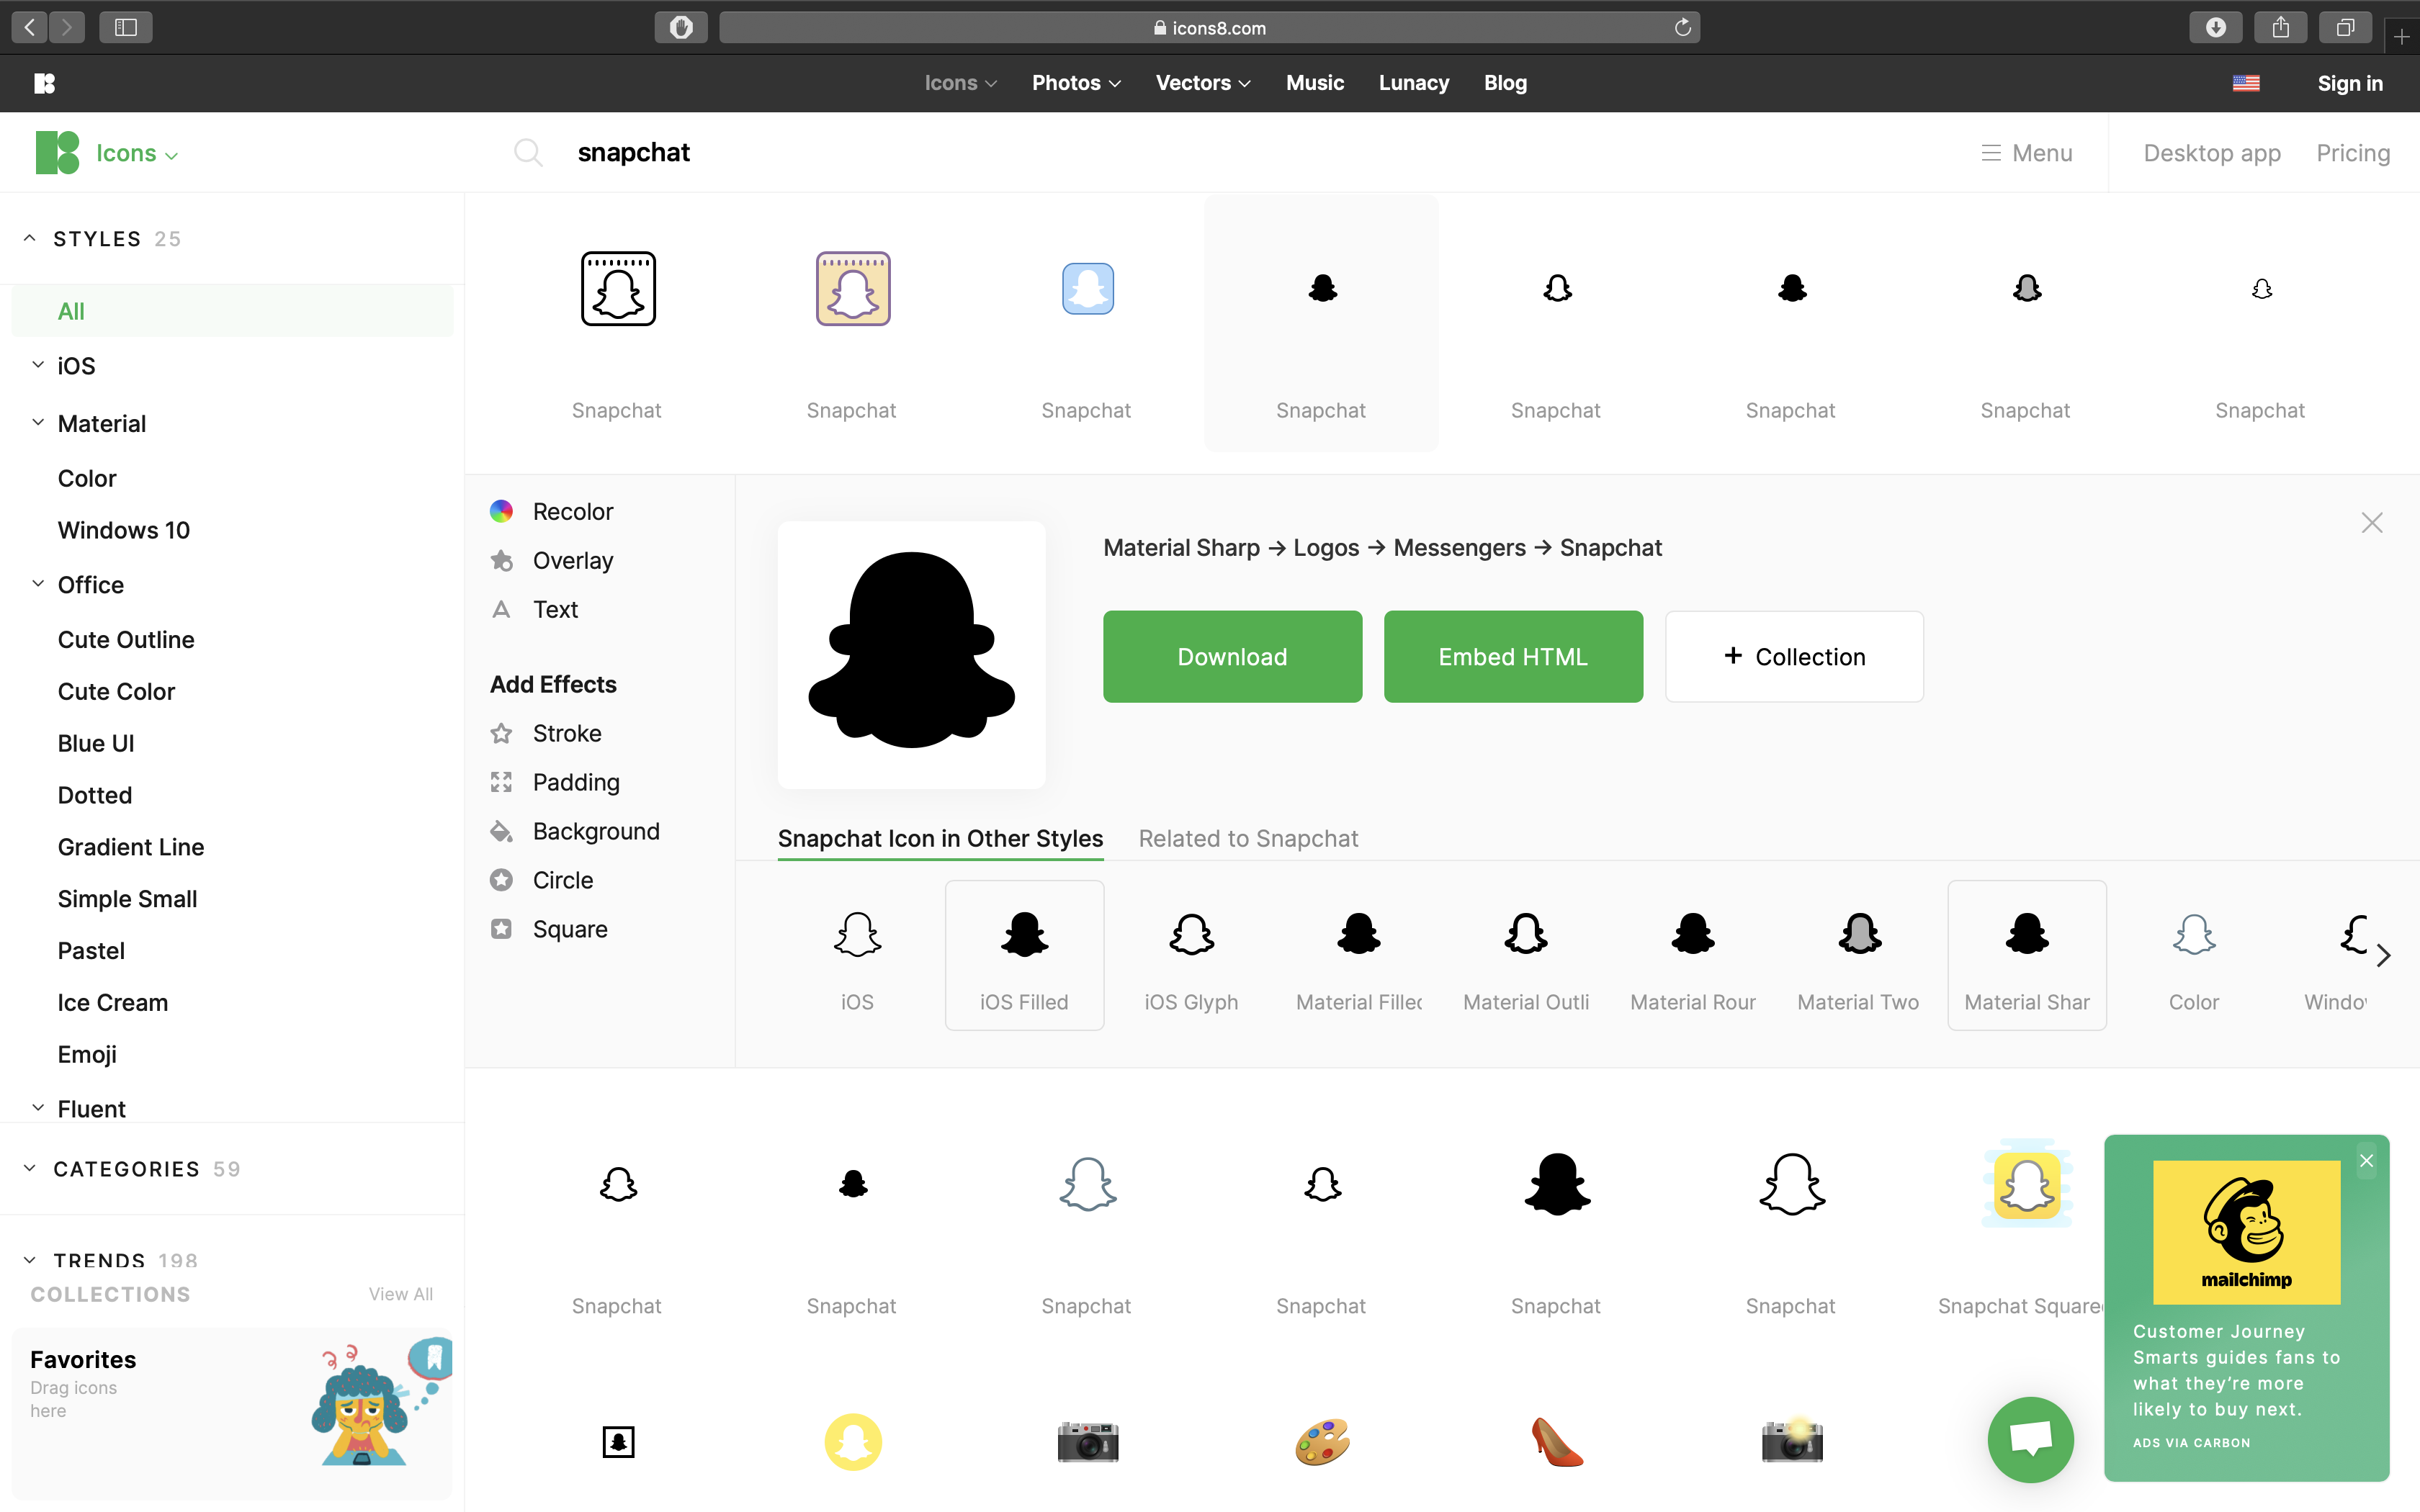 icons8.com
Icons Photos Vectors Music Lunacy Blog
Sign in
Icons
snapchat
Menu
Desktop app Pricing
STYLES 25
All
iOS
Material
Color
Windows 10
Office
Cute Outline
Cute Color
Blue UI
Dotted
Gradient Line
Simple Small
Pastel
Ice Cream
Emoji
Fluent
CATEGORIES 59
TRENDS 198
COLLECTIONS View All
Favorites
Drag icons
here
Snapchat Snapchat Snapchat Snapchat Snapchat Snapchat Snapchat Snapchat
Recolor
Overlay
Text
Add Effects
Stroke
Padding
Background
Circle
Square
Material Sharp → Logos → Messengers → Snapchat
Download Embed HTML + Collection
Snapchat Icon in Other Styles Related to Snapchat
iOS iOS Filled iOS Glyph Material Filled Material Outli Material Rour Material Two Material Shar Color Windo
Snapchat Snapchat Snapchat Snapchat Snapchat Snapchat Snapchat Square
mailchimp
Customer Journey
Smarts guides fans to
what they're more
likely to buy next.
ADS VIA CARBON